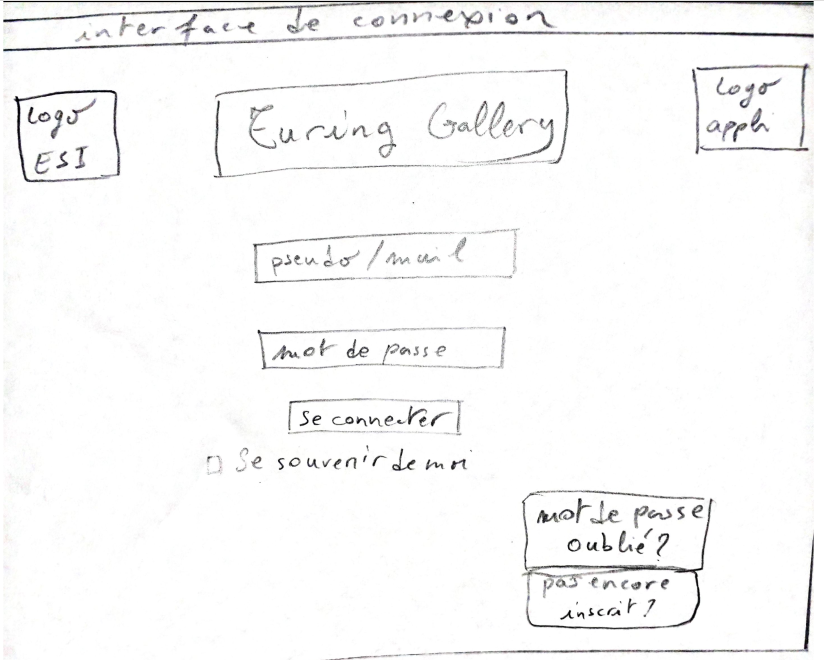 interface de connexion
logo
ESI
Turing Gallery
logo
appli
pseudo/mail
mot de passe
se connecter
Se souvenir de moi
mot de passe
oublié?
pas encore
inscrit?